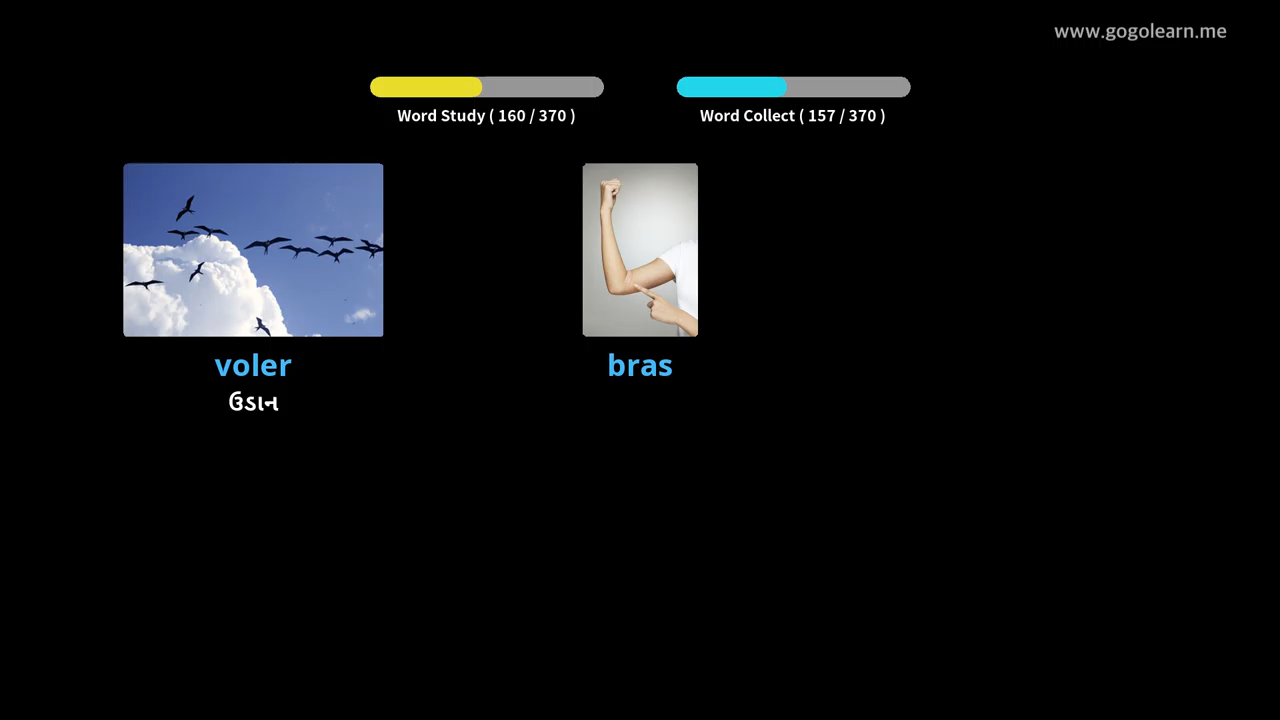 www.gogolearn.me
Word Study ( 160 / 370 )
Word Collect ( 157 / 370 )
voler
ઉડાન
bras